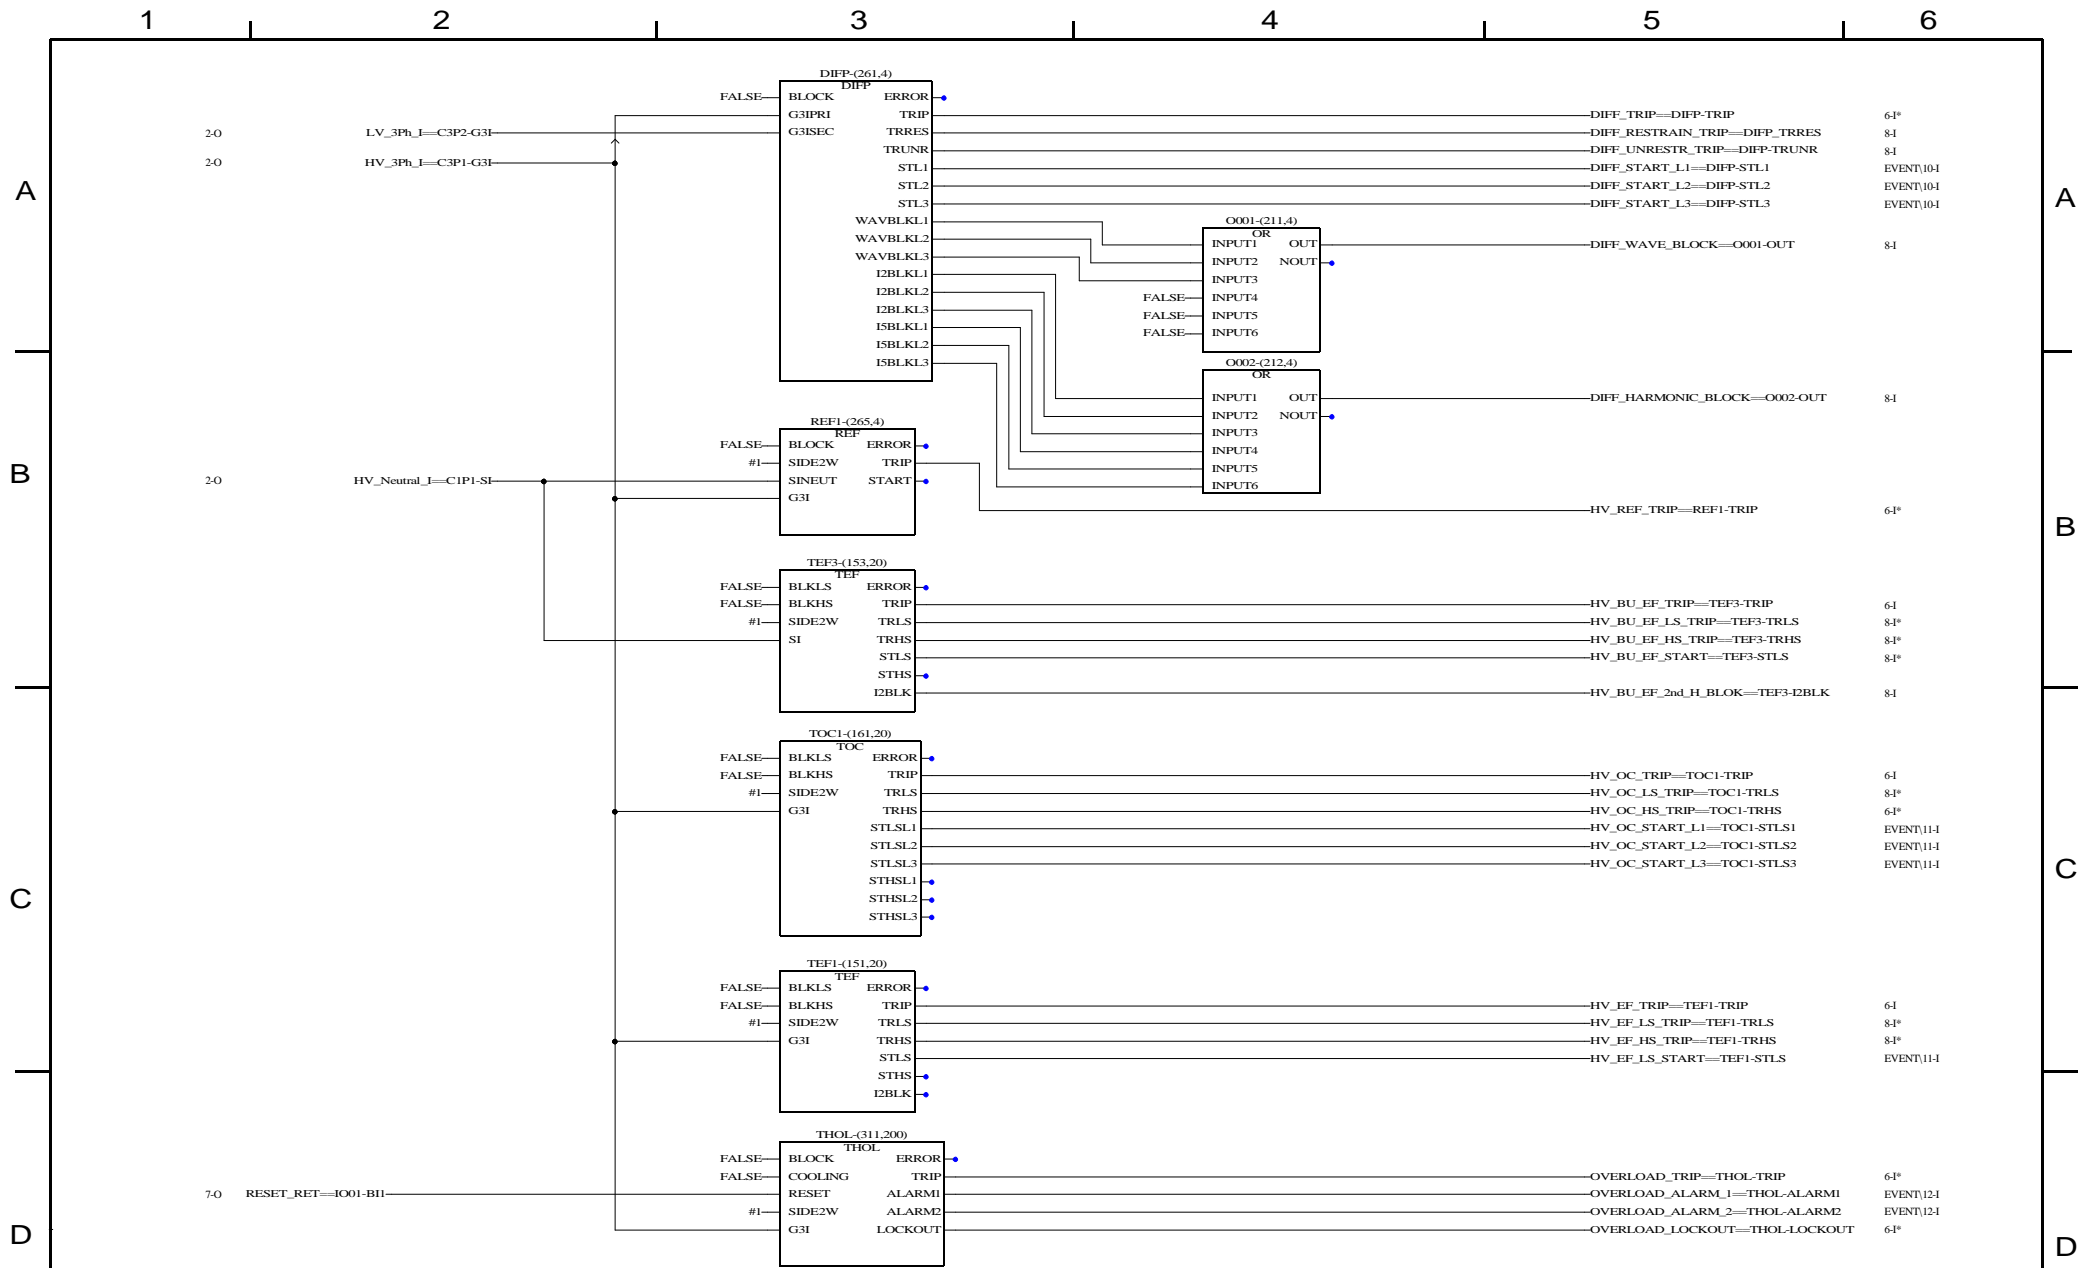 1 2 3 4 5 6
A A
B B
C C
D D
DIFP-(261,4)
DIFP
FALSE BLOCK ERROR
G3IPRI TRIP DIFF_TRIP==DIFP-TRIP 6-I*
2-O LV_3Ph_I==C3P2-G3I G3ISEC TRRES DIFF_RESTRAIN_TRIP==DIFP_TRRES 8-I
TRUNR DIFF_UNRESTR_TRIP==DIFP-TRUNR 8-I
2-O HV_3Ph_I==C3P1-G3I
STL1 DIFF_START_L1==DIFP-STL1 EVENT\10-I
STL2 DIFF_START_L2==DIFP-STL2 EVENT\10-I
STL3 DIFF_START_L3==DIFP-STL3 EVENT\10-I
WAVBLKL1
WAVBLKL2
WAVBLKL3
I2BLKL1
I2BLKL2
I2BLKL3
I5BLKL1
I5BLKL2
I5BLKL3
O001-(211,4)
OR
INPUT1 OUT DIFF_WAVE_BLOCK==O001-OUT 8-I
INPUT2 NOUT
INPUT3
FALSE INPUT4
FALSE INPUT5
FALSE INPUT6
O002-(212,4)
OR
INPUT1 OUT DIFF_HARMONIC_BLOCK==O002-OUT 8-I
INPUT2 NOUT
INPUT3
INPUT4
INPUT5
INPUT6
REF1-(265,4)
REF
FALSE BLOCK ERROR
#1 SIDE2W TRIP
2-O HV_Neutral_I==C1P1-SI SINEUT START
G3I
HV_REF_TRIP==REF1-TRIP 6-I*
TEF3-(153,20)
TEF
FALSE BLKLS ERROR
FALSE BLKHS TRIP HV_BU_EF_TRIP==TEF3-TRIP 6-I
#1 SIDE2W TRLS HV_BU_EF_LS_TRIP==TEF3-TRLS 8-I*
SI TRHS HV_BU_EF_HS_TRIP==TEF3-TRHS 8-I*
STLS HV_BU_EF_START==TEF3-STLS 8-I*
STHS
I2BLK HV_BU_EF_2nd_H_BLOK==TEF3-I2BLK 8-I
TOC1-(161,20)
TOC
FALSE BLKLS ERROR
FALSE BLKHS TRIP HV_OC_TRIP==TOC1-TRIP 6-I
#1 SIDE2W TRLS HV_OC_LS_TRIP==TOC1-TRLS 8-I*
G3I TRHS HV_OC_HS_TRIP==TOC1-TRHS 6-I*
STLSL1 HV_OC_START_L1==TOC1-STLS1 EVENT\11-I
STLSL2 HV_OC_START_L2==TOC1-STLS2 EVENT\11-I
STLSL3 HV_OC_START_L3==TOC1-STLS3 EVENT\11-I
STHSL1
STHSL2
STHSL3
TEF1-(151,20)
TEF
FALSE BLKLS ERROR
FALSE BLKHS TRIP HV_EF_TRIP==TEF1-TRIP 6-I
#1 SIDE2W TRLS HV_EF_LS_TRIP==TEF1-TRLS 8-I*
G3I TRHS HV_EF_HS_TRIP==TEF1-TRHS 8-I*
STLS HV_EF_LS_START==TEF1-STLS EVENT\11-I
STHS
I2BLK
THOL-(311,200)
THOL
FALSE BLOCK ERROR
FALSE COOLING TRIP OVERLOAD_TRIP==THOL-TRIP 6-I*
7-O RESET_RET==IO01-BI1 RESET ALARM1 OVERLOAD_ALARM_1==THOL-ALARM1 EVENT\12-I
#1 SIDE2W ALARM2 OVERLOAD_ALARM_2==THOL-ALARM2 EVENT\12-I
G3I LOCKOUT OVERLOAD_LOCKOUT==THOL-LOCKOUT 6-I*